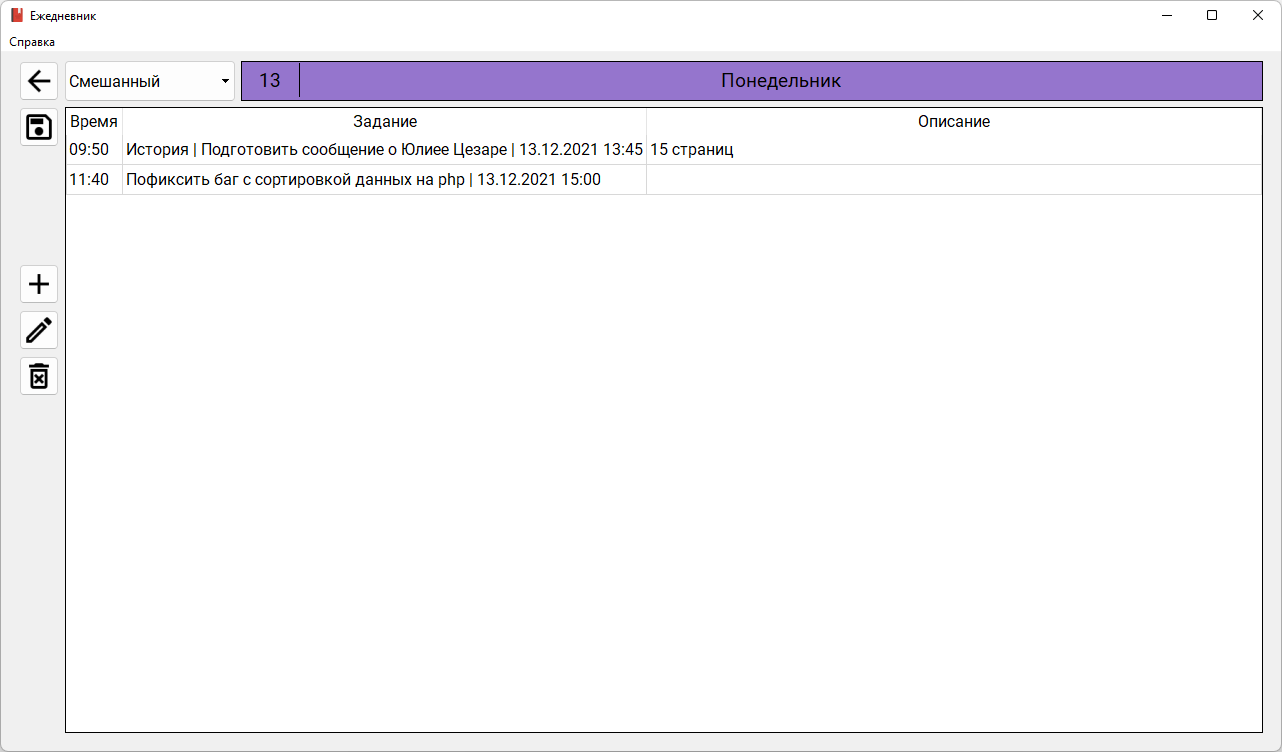 Ежедневник
Справка
Смешанный
13 Понедельник
Время Задание Описание
09:50 История | Подготовить сообщение о Юлиее Цезаре | 13.12.2021 13:45 15 страниц
11:40 Пофиксить баг с сортировкой данных на php | 13.12.2021 15:00